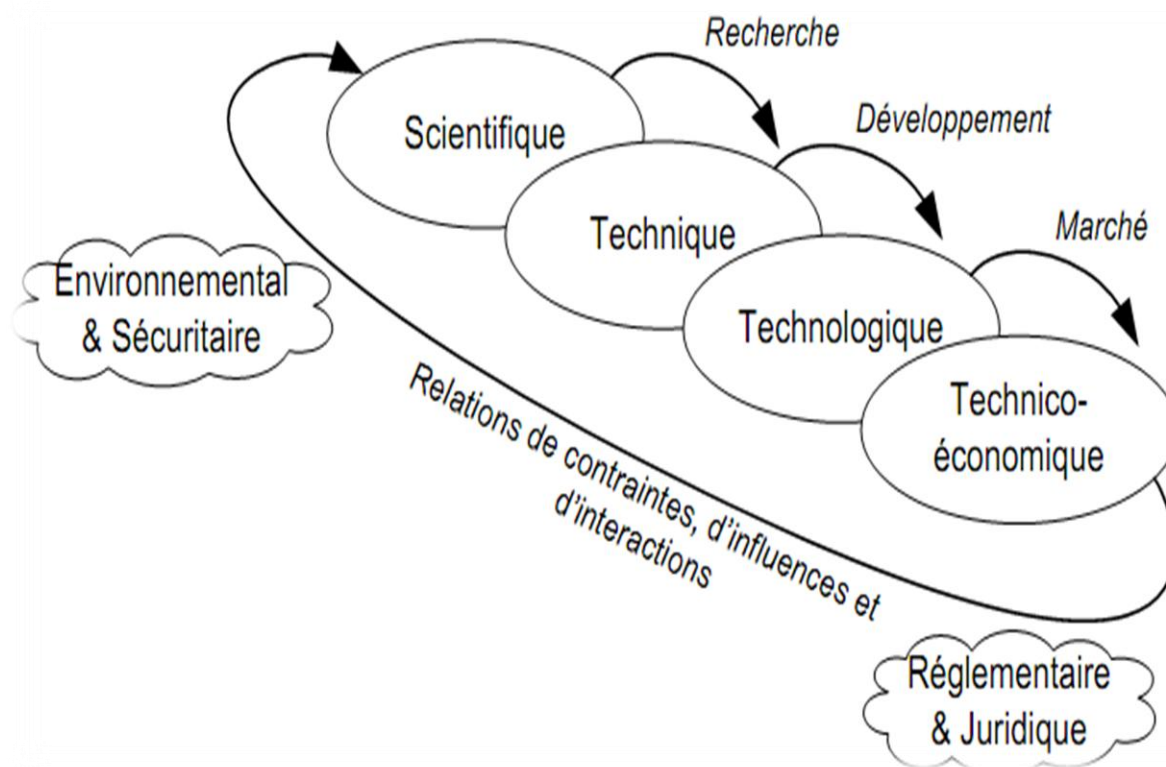 Recherche
Scientifique
Développement
Technique
Marché
Environnemental
& Sécuritaire
Technologique
Technico-
économique
Relations de contraintes, d'influences et
d'interactions
Réglementaire
& Juridique